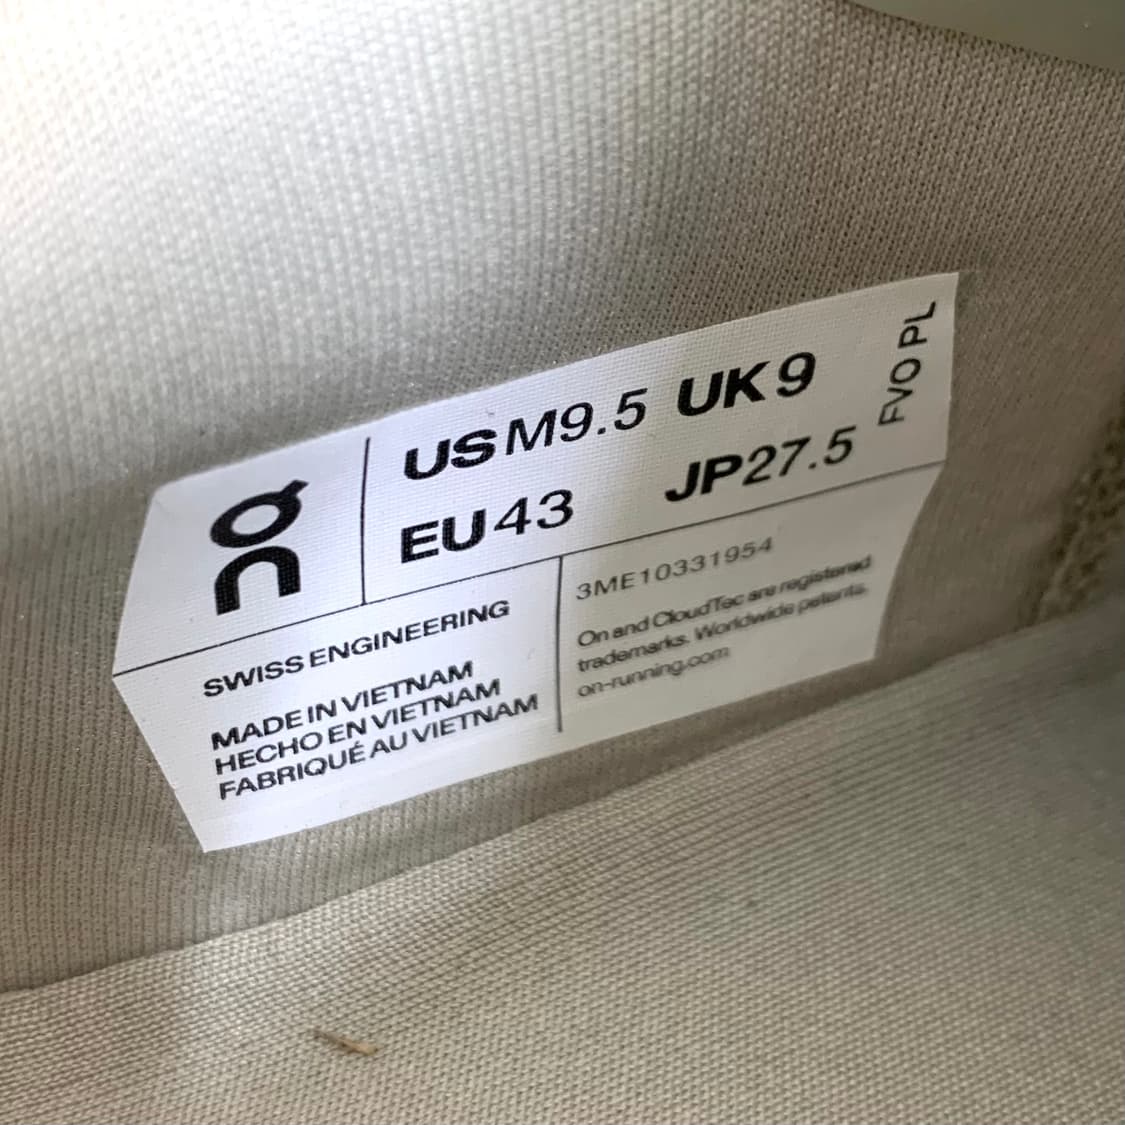 On
US M9.5 UK 9
EU 43 JP 27.5
FVO PL
SWISS ENGINEERING
MADE IN VIETNAM
HECHO EN VIETNAM
FABRIQUÉ AU VIETNAM
3ME10331954
On and CloudTec are registered
trademarks. Worldwide patents.
on-running.com